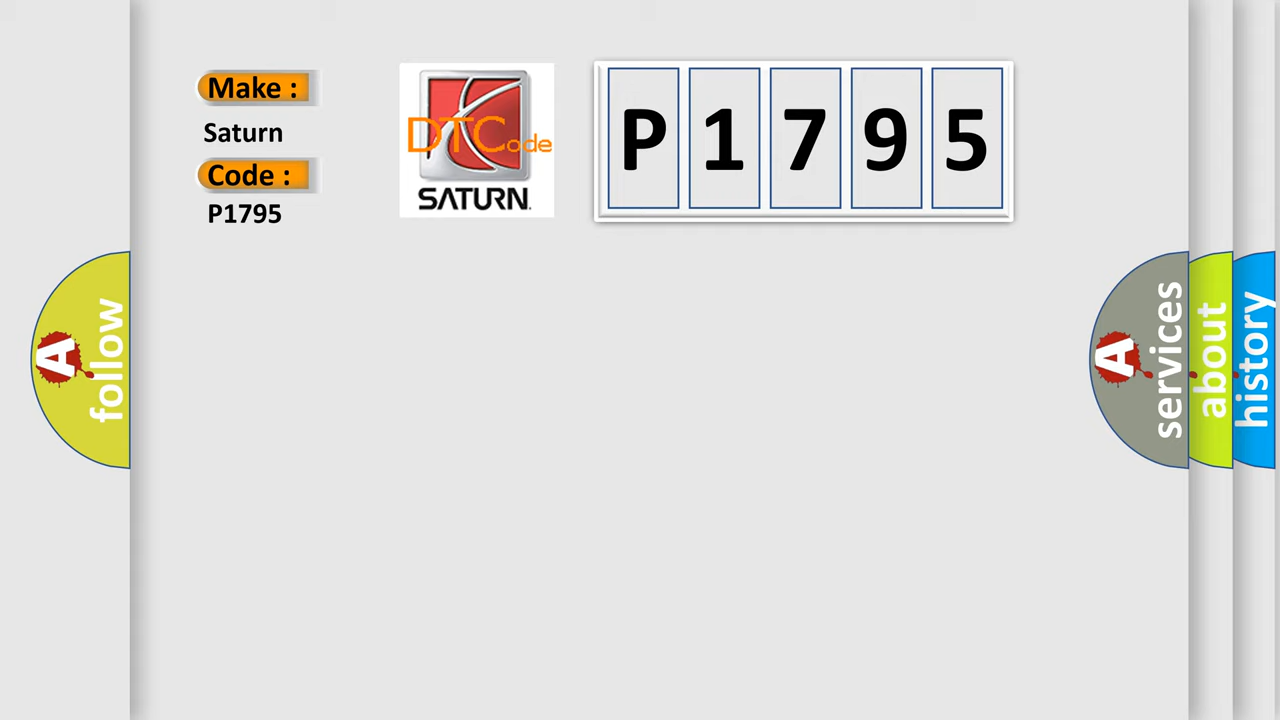 Make :
Saturn
Code :
P1795
DTCode
SATURN
P 1 7 9 5
A follow
A services
about
history